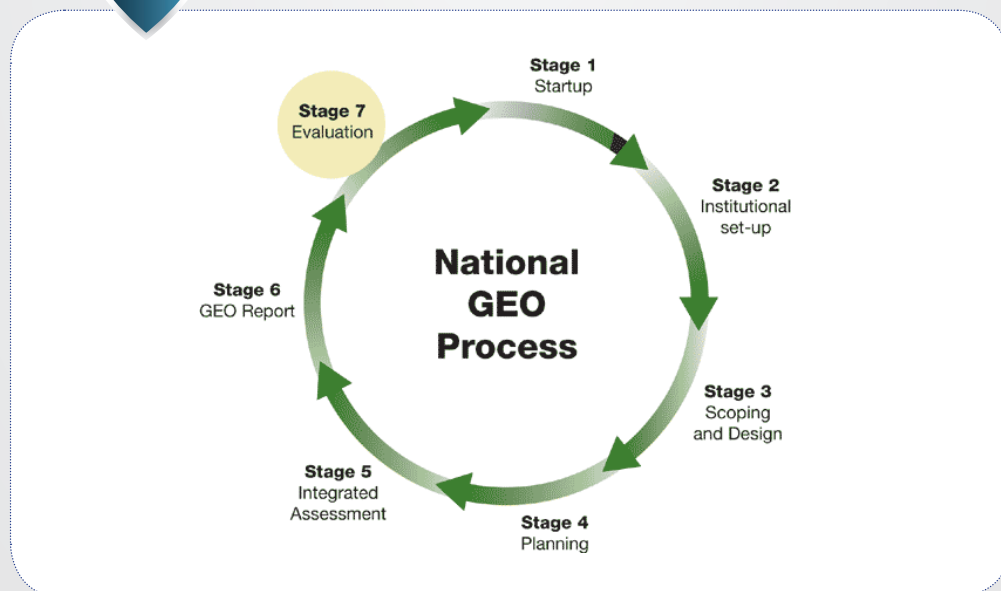 Stage 1
Startup
Stage 2
Institutional
set-up
Stage 3
Scoping
and Design
Stage 4
Planning
Stage 5
Integrated
Assessment
Stage 6
GEO Report
Stage 7
Evaluation
National
GEO
Process